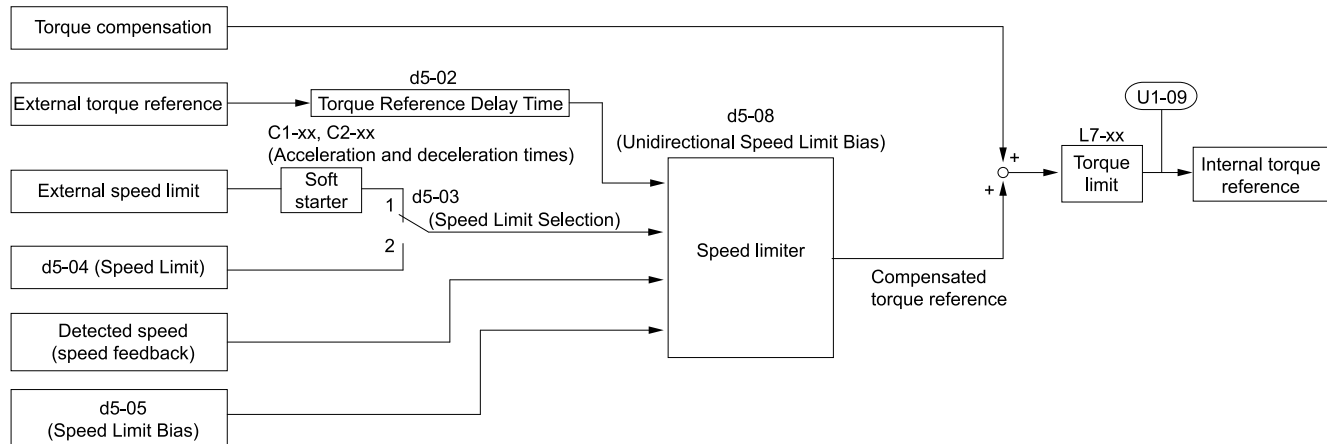 Torque compensation
External torque reference
d5-02
Torque Reference Delay Time
C1-xx, C2-xx
(Acceleration and deceleration times)
External speed limit
Soft
starter
1
2
d5-03
(Speed Limit Selection)
d5-04 (Speed Limit)
Detected speed
(speed feedback)
d5-05
(Speed Limit Bias)
d5-08
(Unidirectional Speed Limit Bias)
Speed limiter
Compensated
torque reference
+
+
L7-xx
Torque
limit
U1-09
Internal torque
reference